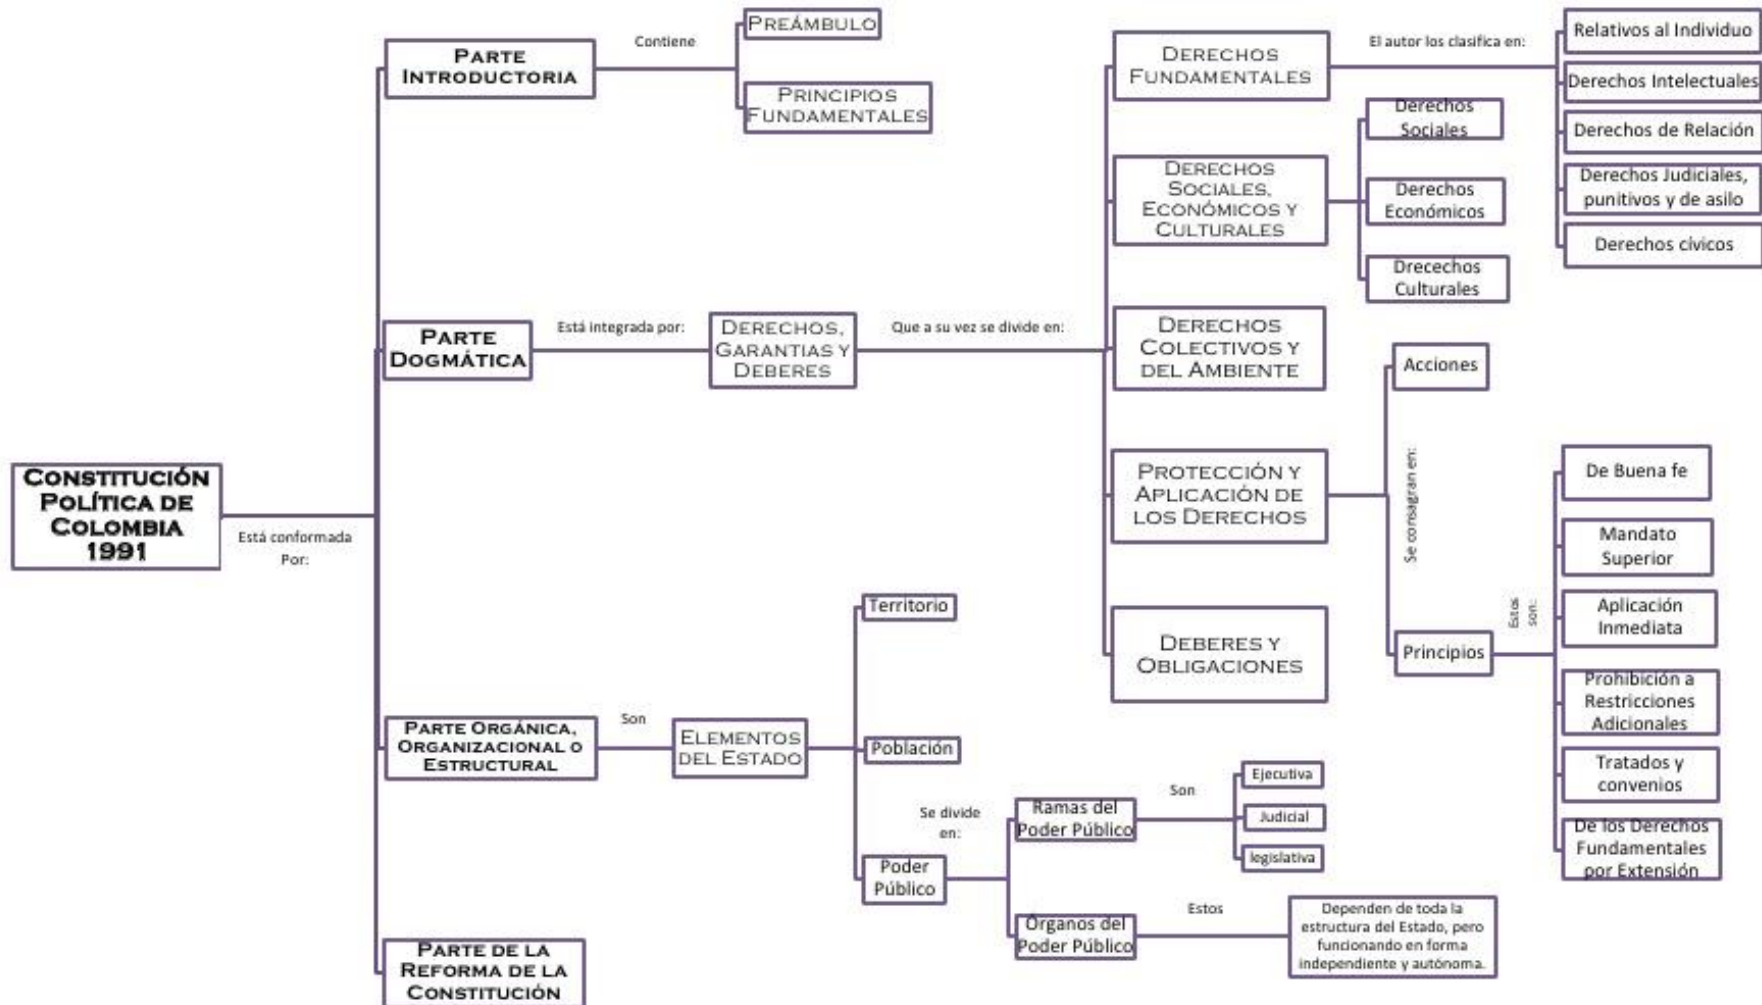 CONSTITUCIÓN
POLÍTICA DE
COLOMBIA
1991
Está conformada
Por:
PARTE
INTRODUCTORIA
Contiene
PREÁMBULO
PRINCIPIOS
FUNDAMENTALES
PARTE
DOGMÁTICA
Está integrada por:
DERECHOS,
GARANTIAS Y
DEBERES
Que a su vez se divide en:
DERECHOS
FUNDAMENTALES
El autor los clasifica en:
Relativos al Individuo
Derechos Intelectuales
Derechos de Relación
Derechos Judiciales,
punitivos y de asilo
Derechos cívicos
DERECHOS
SOCIALES,
ECONÓMICOS Y
CULTURALES
Derechos
Sociales
Derechos
Económicos
Drecechos
Culturales
DERECHOS
COLECTIVOS Y
DEL AMBIENTE
PROTECCIÓN Y
APLICACIÓN DE
LOS DERECHOS
Se consagran en:
Acciones
Principios
Estos
son:
De Buena fe
Mandato
Superior
Aplicación
Inmediata
Prohibición a
Restricciones
Adicionales
Tratados y
convenios
De los Derechos
Fundamentales
por Extensión
DEBERES Y
OBLIGACIONES
PARTE ORGÁNICA,
ORGANIZACIONAL O
ESTRUCTURAL
Son
ELEMENTOS
DEL ESTADO
Territorio
Población
Poder
Público
Se divide
en:
Ramas del
Poder Público
Son
Ejecutiva
Judicial
legislativa
Órganos del
Poder Público
Estos
Dependen de toda la
estructura del Estado, pero
funcionando en forma
independiente y autónoma.
PARTE DE LA
REFORMA DE LA
CONSTITUCIÓN